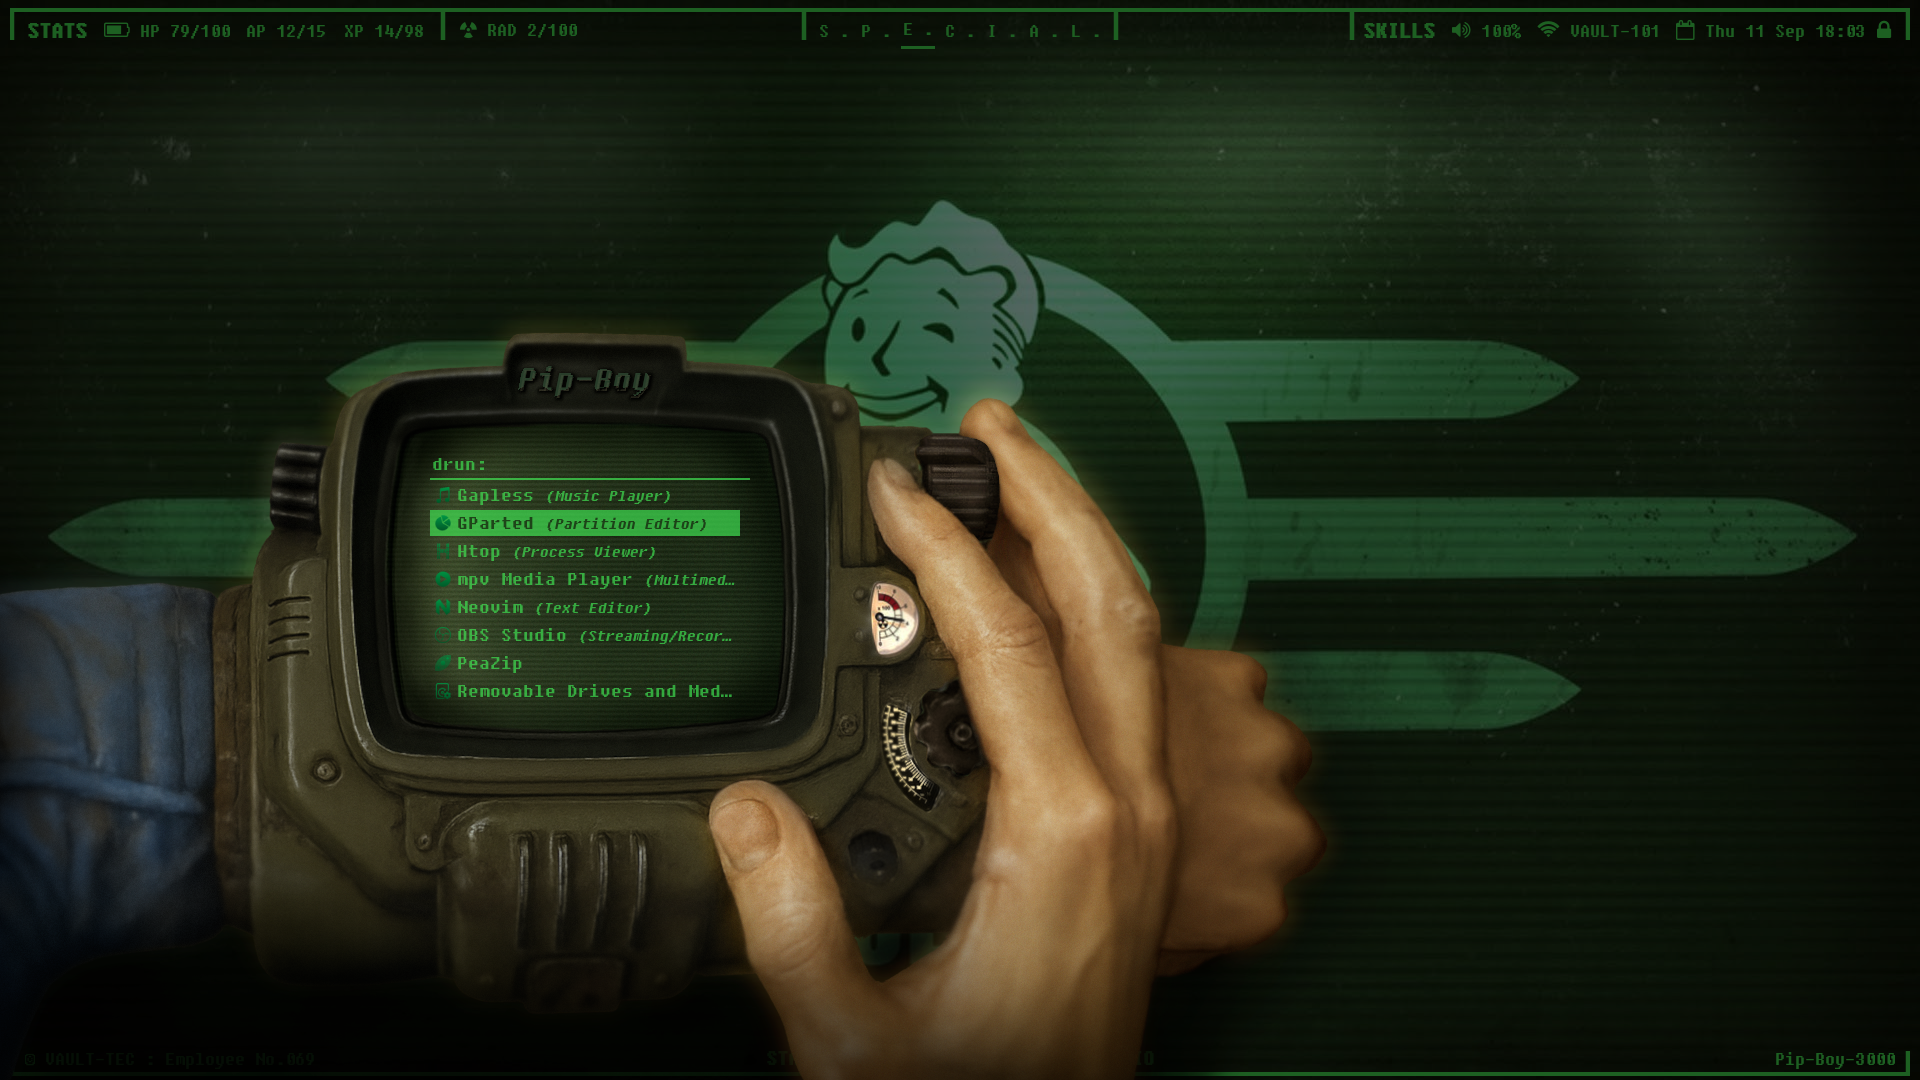 STATS HP 79/100 AP 12/15 XP 14/98 RAD 2/100 S . P . E . C . I . A . L . SKILLS 100% VAULT-101 Thu 11 Sep 18:03
Pip-Boy
drun:
Gapless (Music Player)
GParted (Partition Editor)
Htop (Process Viewer)
mpv Media Player (Multimed…
Neovim (Text Editor)
OBS Studio (Streaming/Recor…
PeaZip
Removable Drives and Med…
VAULT-TEC : Employee No.069
Pip-Boy-3000